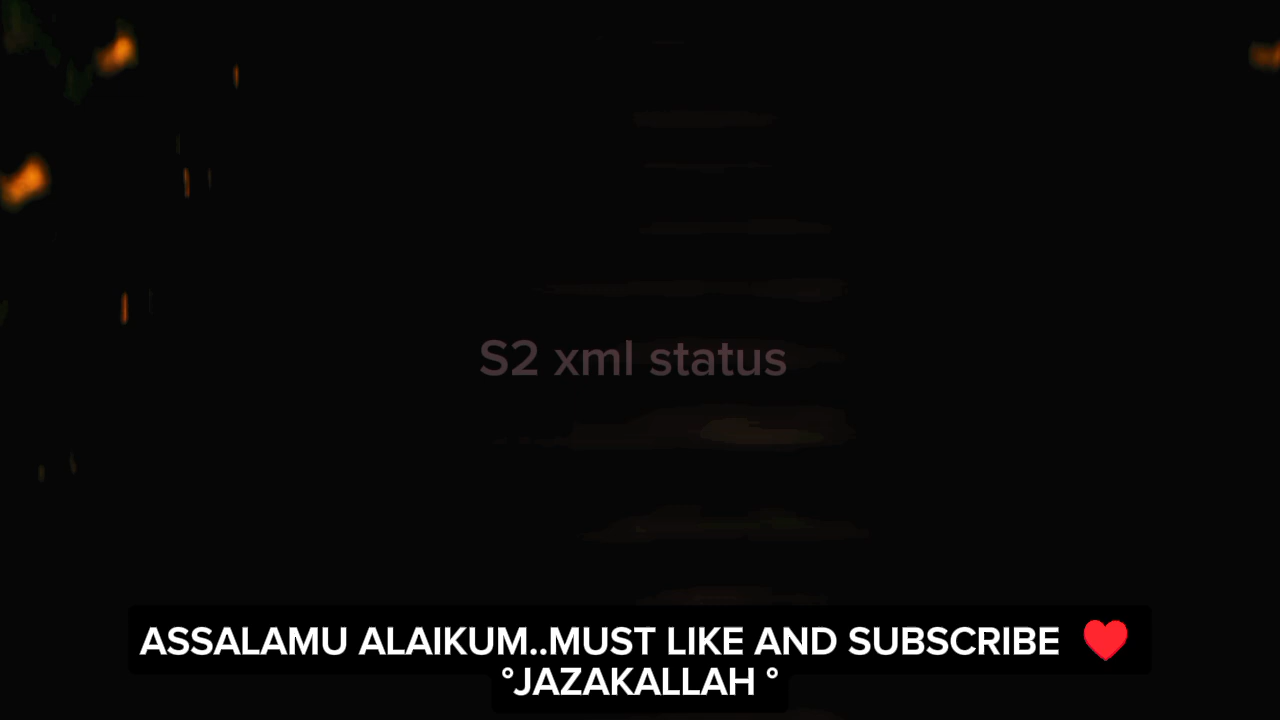 S2 xml status
ASSALAMU ALAIKUM..MUST LIKE AND SUBSCRIBE ♥️
°JAZAKALLAH °